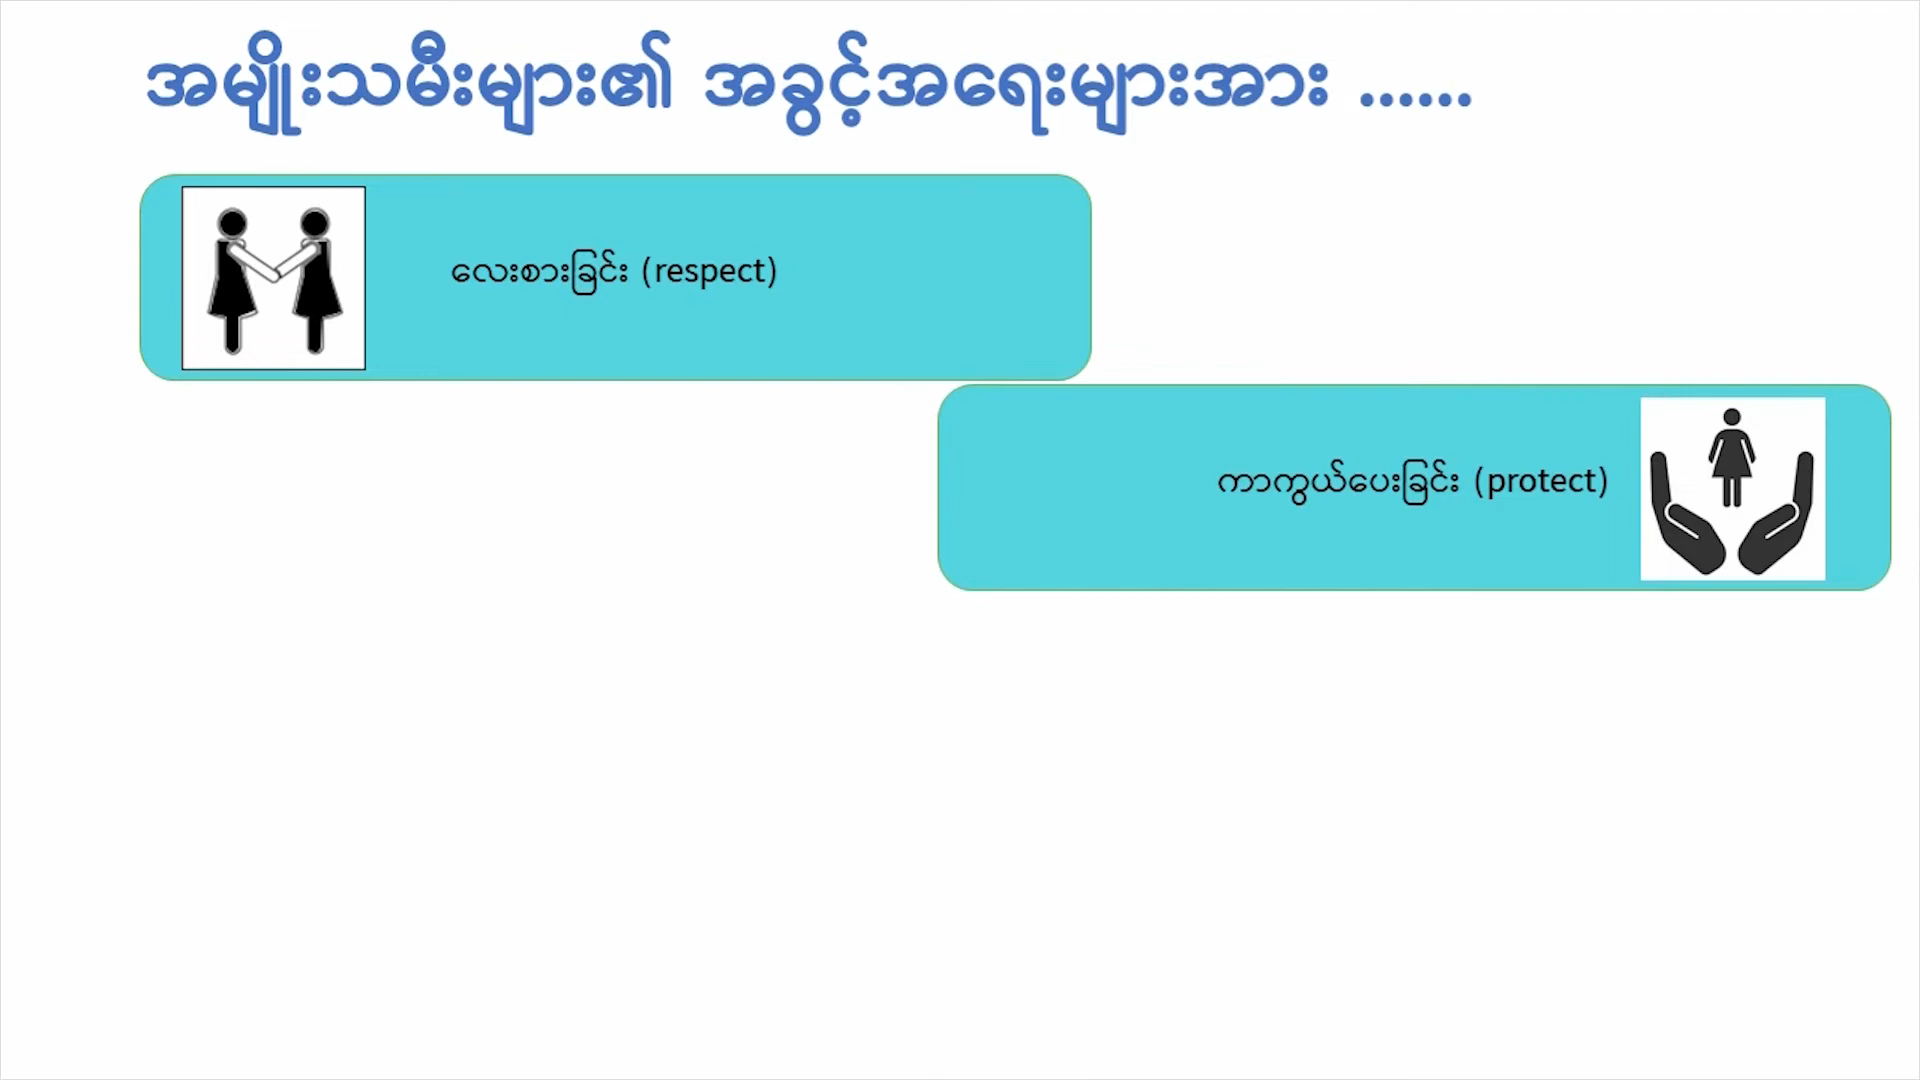 အမျိုးသမီးများ၏ အခွင့်အရေးများအား ......
လေးစားခြင်း (respect)
ကာကွယ်ပေးခြင်း (protect)